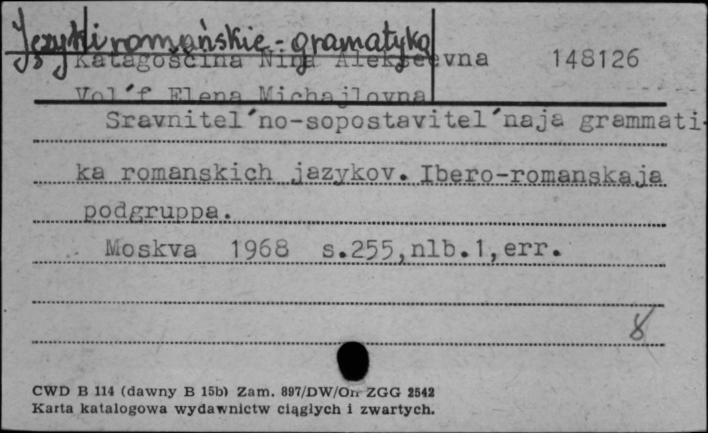 Języki romańskie - gramatyka
Katagoščina Nina Alekseevna 148126
Vol´f Elena Michajlovna
Sravnitel´no-sopostavitel´naja grammati-
ka romanskich jazykov. Ibero-romanskaja
podgruppa.
Moskva 1968 s.255,nlb.1,err.
8
CWD B 114 (dawny B 15b) Zam. 897/DW/On ZGG 2542
Karta katalogowa wydawnictw ciągłych i zwartych.